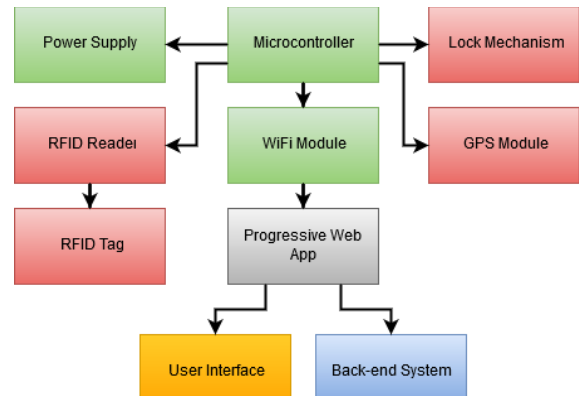 Power Supply
Microcontroller
Lock Mechanism
RFID Reader
WiFi Module
GPS Module
RFID Tag
Progressive Web
App
User Interface
Back-end System